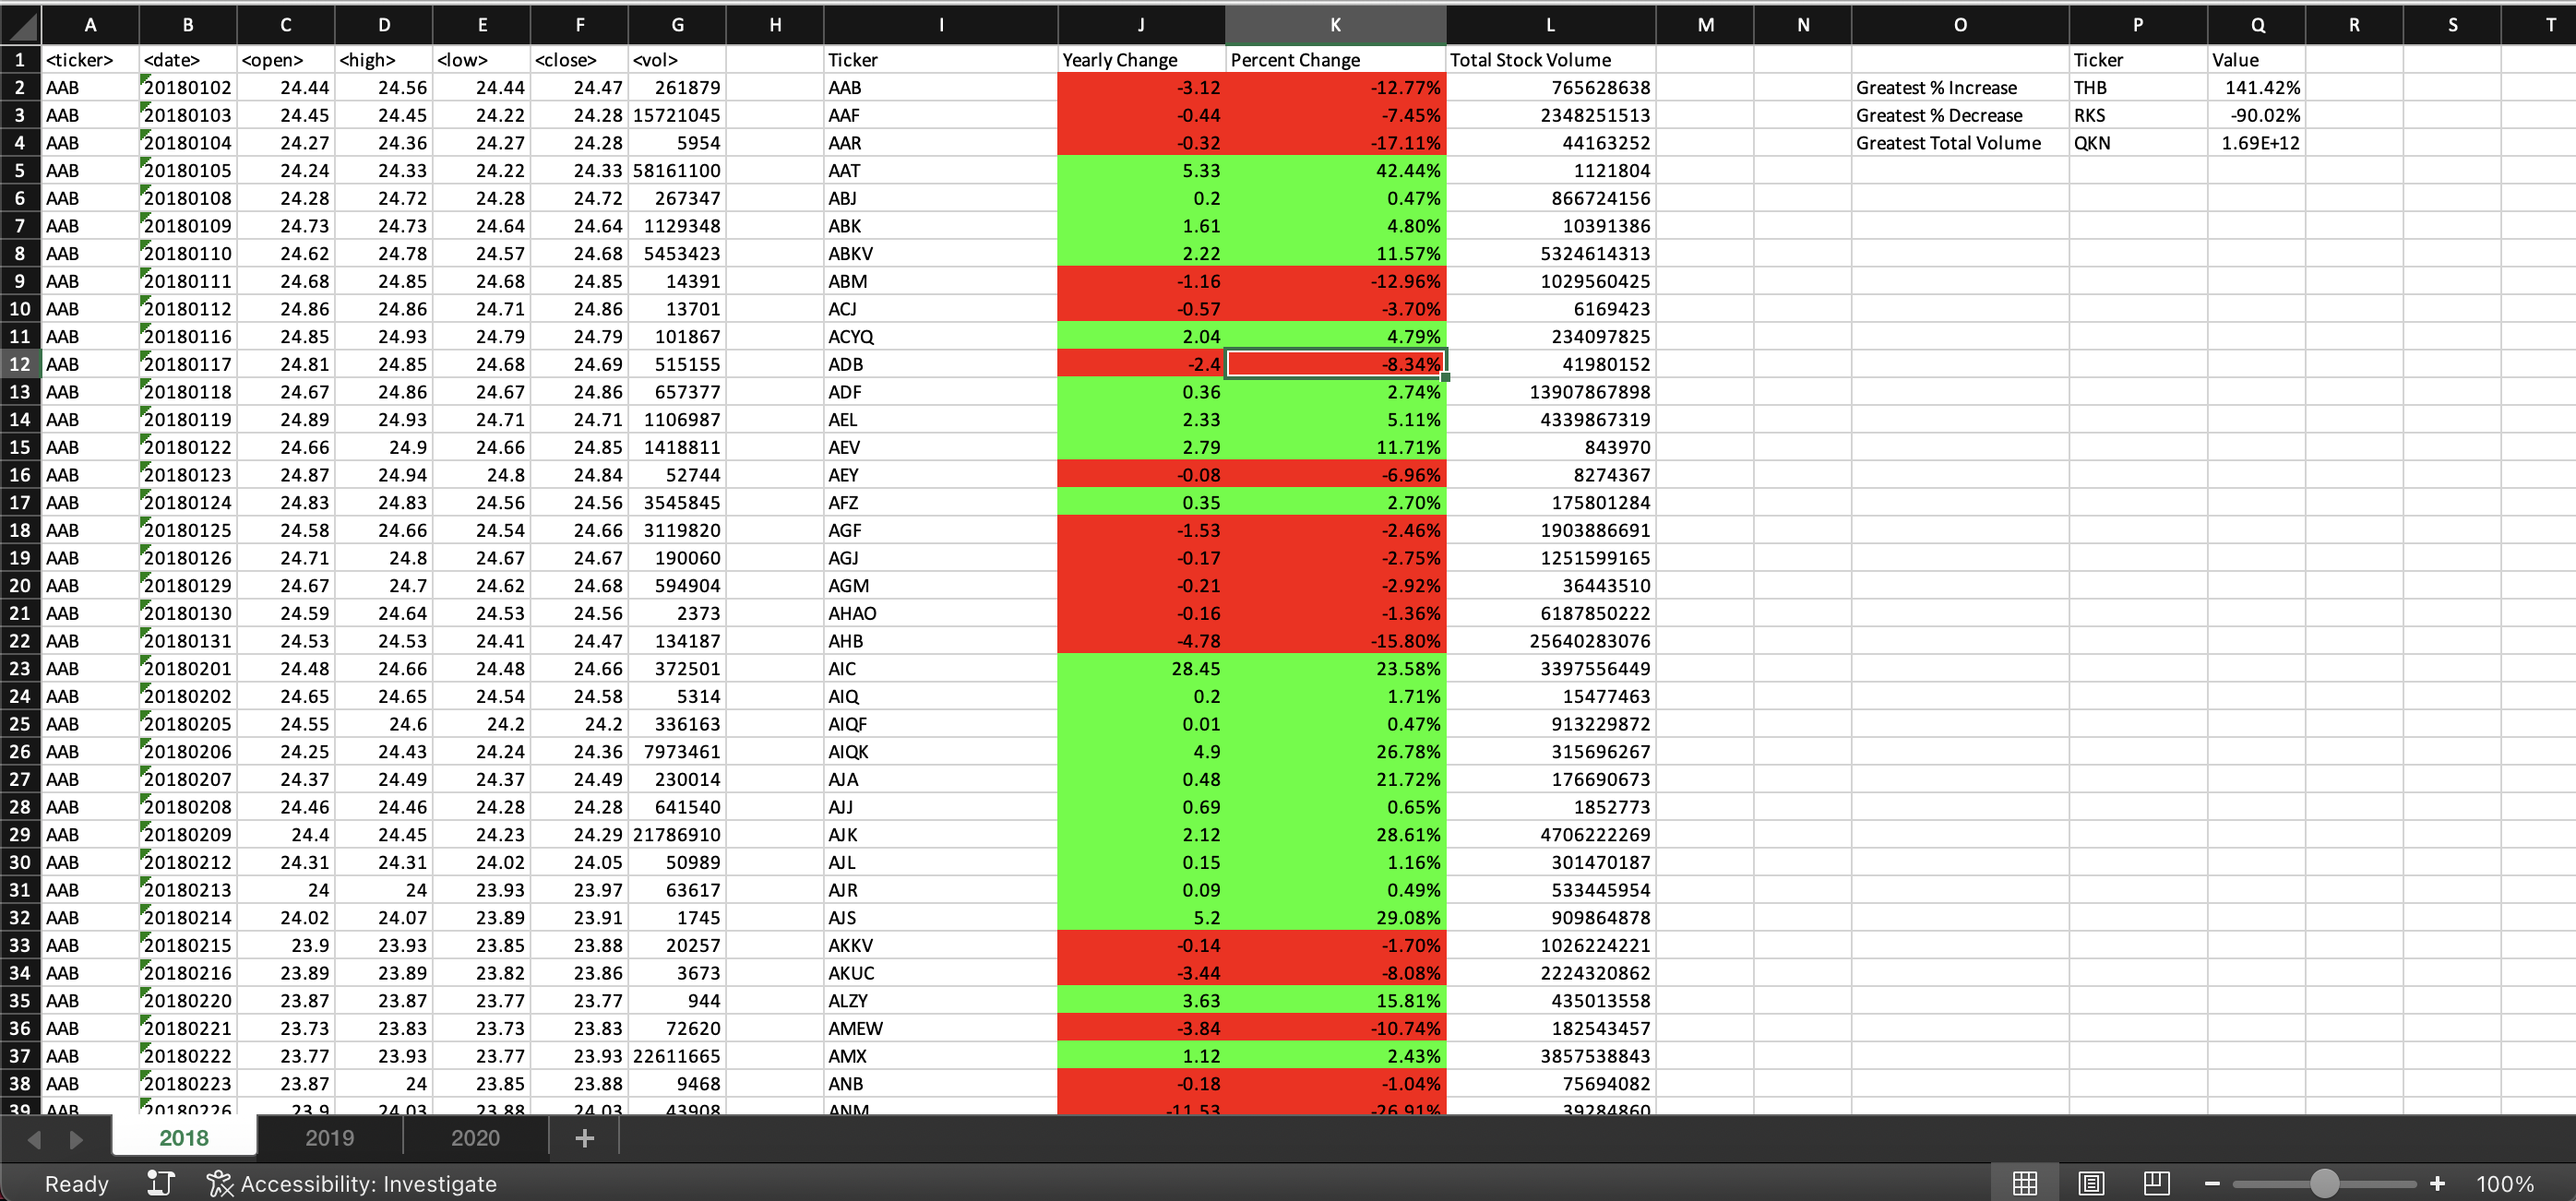 A B C D E F G H I J K L M N O P Q R S T
1 <ticker> <date> <open> <high> <low> <close> <vol> Ticker Yearly Change Percent Change Total Stock Volume Ticker Value
2 AAB 20180102 24.44 24.56 24.44 24.47 261879 AAB -3.12 -12.77% 765628638 Greatest % Increase THB 141.42%
3 AAB 20180103 24.45 24.45 24.22 24.28 15721045 AAF -0.44 -7.45% 2348251513 Greatest % Decrease RKS -90.02%
4 AAB 20180104 24.27 24.36 24.27 24.28 5954 AAR -0.32 -17.11% 44163252 Greatest Total Volume QKN 1.69E+12
5 AAB 20180105 24.24 24.33 24.22 24.33 58161100 AAT 5.33 42.44% 1121804
6 AAB 20180108 24.28 24.72 24.28 24.72 267347 ABJ 0.2 0.47% 866724156
7 AAB 20180109 24.73 24.73 24.64 24.64 1129348 ABK 1.61 4.80% 10391386
8 AAB 20180110 24.62 24.78 24.57 24.68 5453423 ABKV 2.22 11.57% 5324614313
9 AAB 20180111 24.68 24.85 24.68 24.85 14391 ABM -1.16 -12.96% 1029560425
10 AAB 20180112 24.86 24.86 24.71 24.86 13701 ACJ -0.57 -3.70% 6169423
11 AAB 20180116 24.85 24.93 24.79 24.79 101867 ACYQ 2.04 4.79% 234097825
12 AAB 20180117 24.81 24.85 24.68 24.69 515155 ADB -2.4 -8.34% 41980152
13 AAB 20180118 24.67 24.86 24.67 24.86 657377 ADF 0.36 2.74% 13907867898
14 AAB 20180119 24.89 24.93 24.71 24.71 1106987 AEL 2.33 5.11% 4339867319
15 AAB 20180122 24.66 24.9 24.66 24.85 1418811 AEV 2.79 11.71% 843970
16 AAB 20180123 24.87 24.94 24.8 24.84 52744 AEY -0.08 -6.96% 8274367
17 AAB 20180124 24.83 24.83 24.56 24.56 3545845 AFZ 0.35 2.70% 175801284
18 AAB 20180125 24.58 24.66 24.54 24.66 3119820 AGF -1.53 -2.46% 1903886691
19 AAB 20180126 24.71 24.8 24.67 24.67 190060 AGJ -0.17 -2.75% 1251599165
20 AAB 20180129 24.67 24.7 24.62 24.68 594904 AGM -0.21 -2.92% 36443510
21 AAB 20180130 24.59 24.64 24.53 24.56 2373 AHAO -0.16 -1.36% 6187850222
22 AAB 20180131 24.53 24.53 24.41 24.47 134187 AHB -4.78 -15.80% 25640283076
23 AAB 20180201 24.48 24.66 24.48 24.66 372501 AIC 28.45 23.58% 3397556449
24 AAB 20180202 24.65 24.65 24.54 24.58 5314 AIQ 0.2 1.71% 15477463
25 AAB 20180205 24.55 24.6 24.2 24.2 336163 AIQF 0.01 0.47% 913229872
26 AAB 20180206 24.25 24.43 24.24 24.36 7973461 AIQK 4.9 26.78% 315696267
27 AAB 20180207 24.37 24.49 24.37 24.49 230014 AJA 0.48 21.72% 176690673
28 AAB 20180208 24.46 24.46 24.28 24.28 641540 AJJ 0.69 0.65% 1852773
29 AAB 20180209 24.4 24.45 24.23 24.29 21786910 AJK 2.12 28.61% 4706222269
30 AAB 20180212 24.31 24.31 24.02 24.05 50989 AJL 0.15 1.16% 301470187
31 AAB 20180213 24 24 23.93 23.97 63617 AJR 0.09 0.49% 533445954
32 AAB 20180214 24.02 24.07 23.89 23.91 1745 AJS 5.2 29.08% 909864878
33 AAB 20180215 23.9 23.93 23.85 23.88 20257 AKKV -0.14 -1.70% 1026224221
34 AAB 20180216 23.89 23.89 23.82 23.86 3673 AKUC -3.44 -8.08% 2224320862
35 AAB 20180220 23.87 23.87 23.77 23.77 944 ALZY 3.63 15.81% 435013558
36 AAB 20180221 23.73 23.83 23.73 23.83 72620 AMEW -3.84 -10.74% 182543457
37 AAB 20180222 23.77 23.93 23.77 23.93 22611665 AMX 1.12 2.43% 3857538843
38 AAB 20180223 23.87 24 23.85 23.88 9468 ANB -0.18 -1.04% 75694082
39 AAB 20180226 23.9 24.03 23.88 24.03 43908 ANM -11.53 -26.91% 39284860
2018 2019 2020 +
Ready Accessibility: Investigate 100%